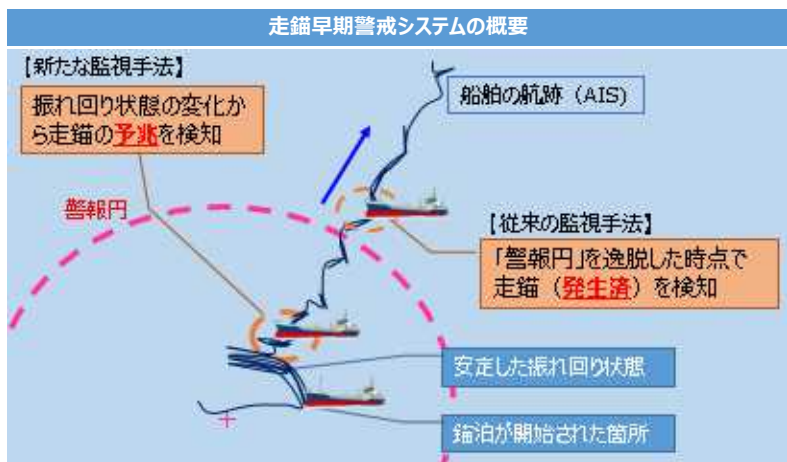 走錨早期警戒システムの概要
【新たな監視手法】
振れ回り状態の変化か
ら走錨の予兆を検知
船舶の航跡（AIS）
警報円
【従来の監視手法】
「警報円」を逸脱した時点で
走錨（発生済）を検知
安定した振れ回り状態
錨泊が開始された箇所